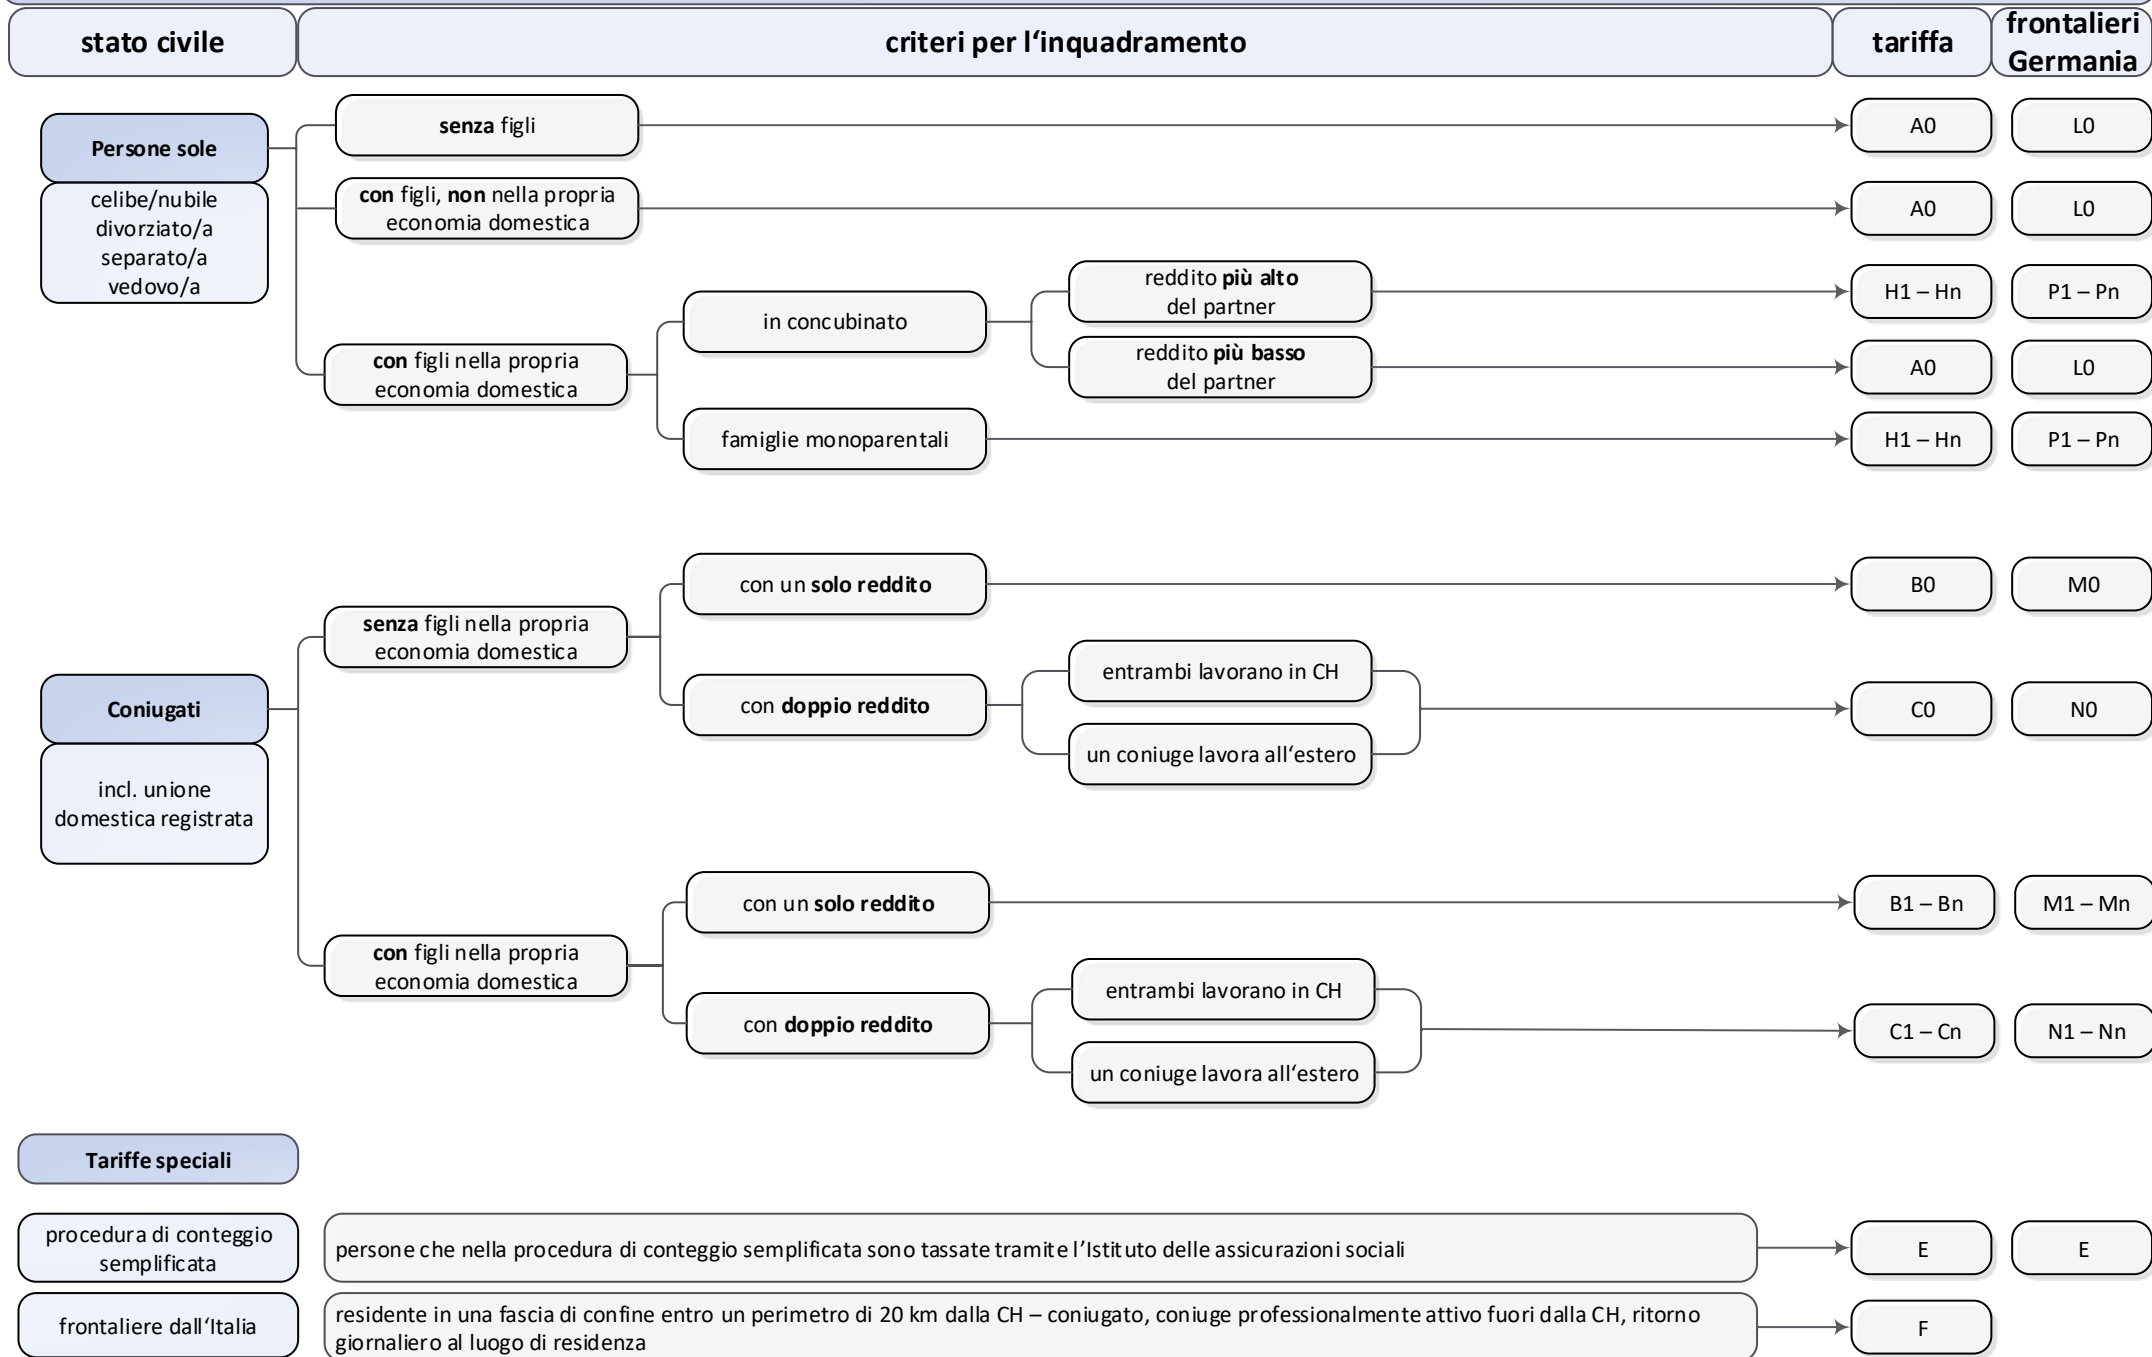 stato civile
criteri per l‘inquadramento
tariffa
frontalieri
Germania
Persone sole
celibe/nubile
divorziato/a
separato/a
vedovo/a
senza figli
A0
L0
con figli, non nella propria
economia domestica
A0
L0
con figli nella propria
economia domestica
in concubinato
reddito più alto
del partner
H1 – Hn
P1 – Pn
reddito più basso
del partner
A0
L0
famiglie monoparentali
H1 – Hn
P1 – Pn
Coniugati
incl. unione
domestica registrata
senza figli nella propria
economia domestica
con un solo reddito
B0
M0
con doppio reddito
entrambi lavorano in CH
un coniuge lavora all‘estero
C0
N0
con figli nella propria
economia domestica
con un solo reddito
B1 – Bn
M1 – Mn
con doppio reddito
entrambi lavorano in CH
un coniuge lavora all‘estero
C1 – Cn
N1 – Nn
Tariffe speciali
procedura di conteggio
semplificata
persone che nella procedura di conteggio semplificata sono tassate tramite l’Istituto delle assicurazioni sociali
E
E
frontaliere dall‘Italia
residente in una fascia di confine entro un perimetro di 20 km dalla CH – coniugato, coniuge professionalmente attivo fuori dalla CH, ritorno
giornaliero al luogo di residenza
F